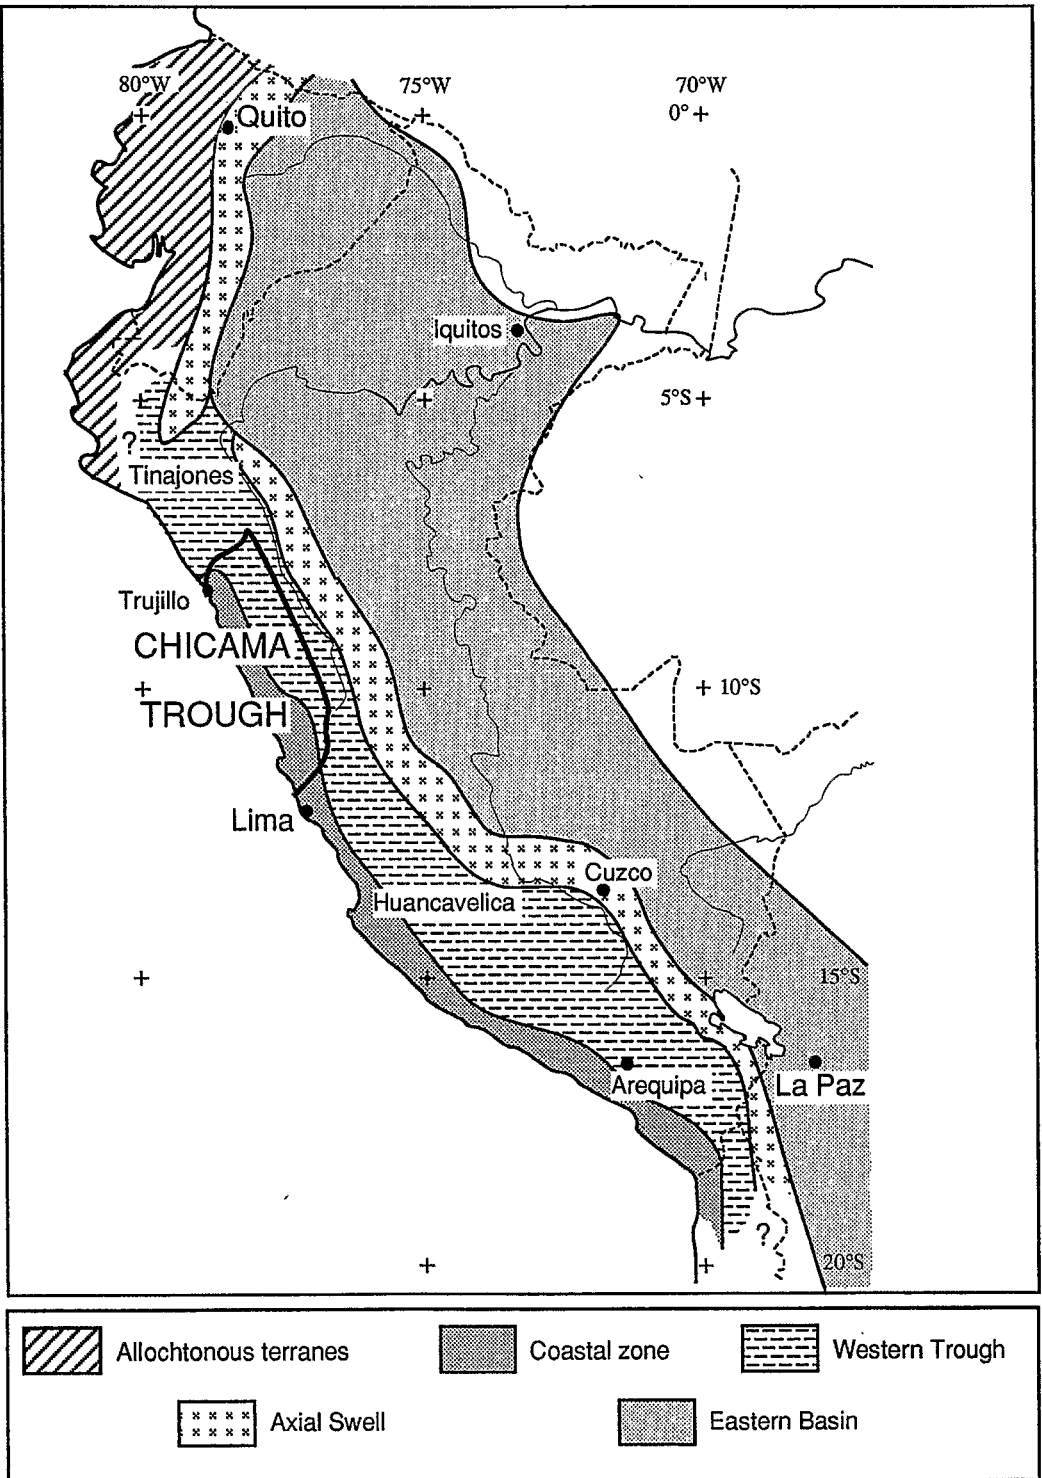 80°W
75°W
70°W
0°
Quito
Iquitos
5°S
?
Tinajones
Trujillo
CHICAMA
10°S
TROUGH
Lima
Cuzco
Huancavelica
15°S
Arequipa
La Paz
?
20°S
Allochtonous terranes
Coastal zone
Western Trough
Axial Swell
Eastern Basin